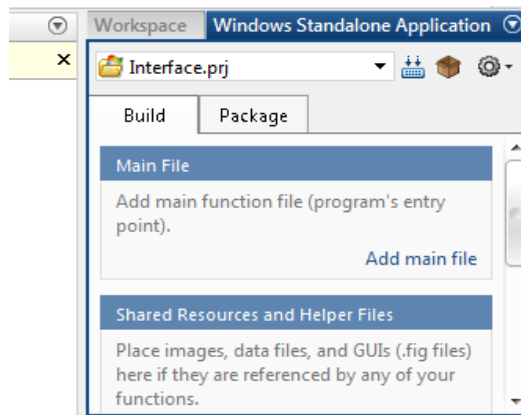 Workspace
Windows Standalone Application
Interface.prj
Build
Package
Main File
Add main function file (program's entry
point).
Add main file
Shared Resources and Helper Files
Place images, data files, and GUIs (.fig files)
here if they are referenced by any of your
functions.